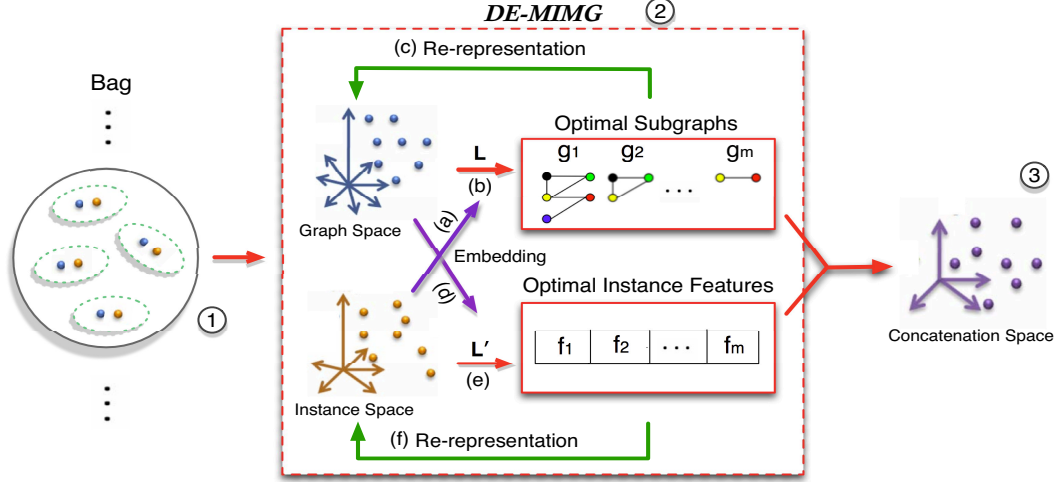 DE-MIMG
②
(c) Re-representation
Bag
Optimal Subgraphs
g1 g2 gm
L
(b)
. . .
③
Graph Space
(a)
Embedding
(d)
Optimal Instance Features
①
L′
(e)
f1 f2 ··· fm
Concatenation Space
Instance Space
(f) Re-representation